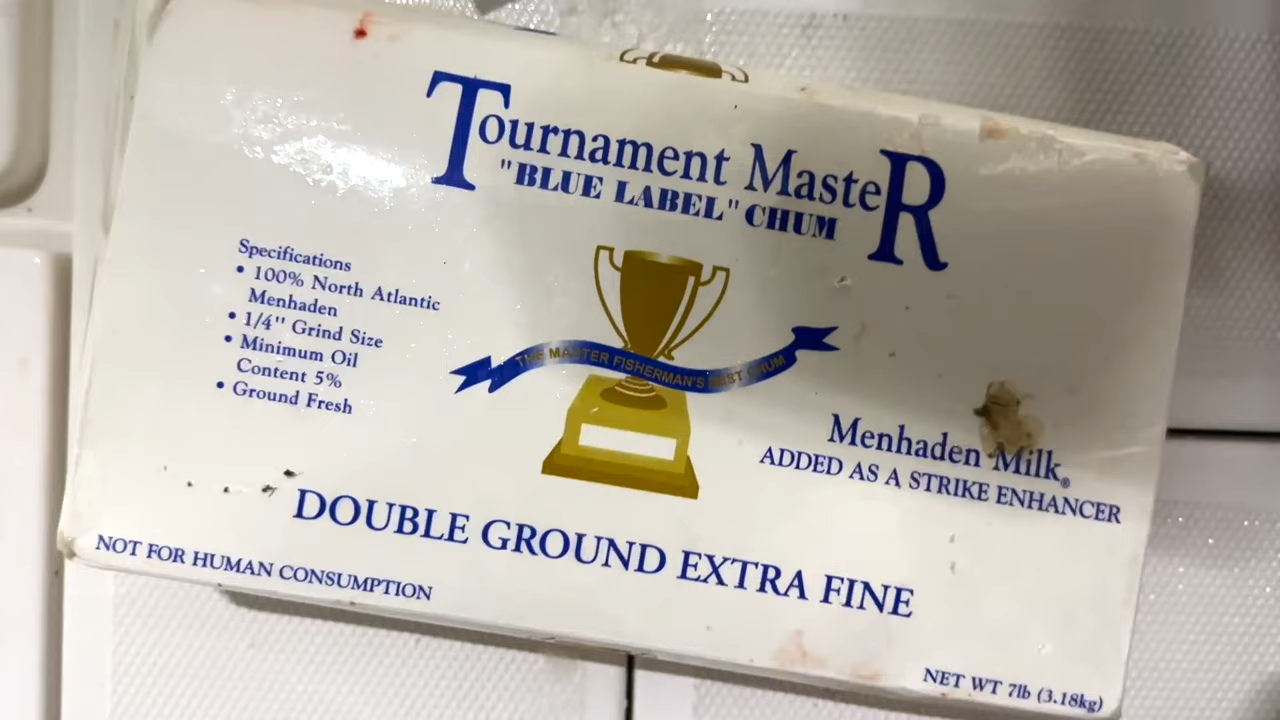 Tournament MasteR
"BLUE LABEL" CHUM
Specifications
• 100% North Atlantic
Menhaden
• 1/4" Grind Size
• Minimum Oil
Content 5%
• Ground Fresh
THE MASTER FISHERMAN'S BEST CHUM
Menhaden Milk®
ADDED AS A STRIKE ENHANCER
DOUBLE GROUND EXTRA FINE
NOT FOR HUMAN CONSUMPTION
NET WT 7lb (3.18kg)